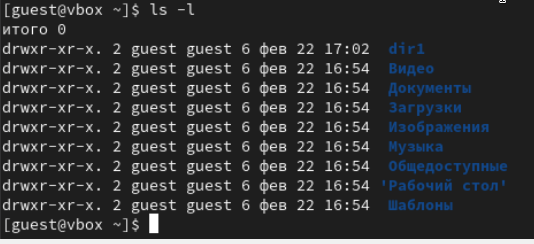 [guest@vbox ~]$ ls -l
итого 0
drwxr-xr-x. 2 guest guest 6 фев 22 17:02  dir1
drwxr-xr-x. 2 guest guest 6 фев 22 16:54  Видео
drwxr-xr-x. 2 guest guest 6 фев 22 16:54  Документы
drwxr-xr-x. 2 guest guest 6 фев 22 16:54  Загрузки
drwxr-xr-x. 2 guest guest 6 фев 22 16:54  Изображения
drwxr-xr-x. 2 guest guest 6 фев 22 16:54  Музыка
drwxr-xr-x. 2 guest guest 6 фев 22 16:54  Общедоступные
drwxr-xr-x. 2 guest guest 6 фев 22 16:54 'Рабочий стол'
drwxr-xr-x. 2 guest guest 6 фев 22 16:54  Шаблоны
[guest@vbox ~]$